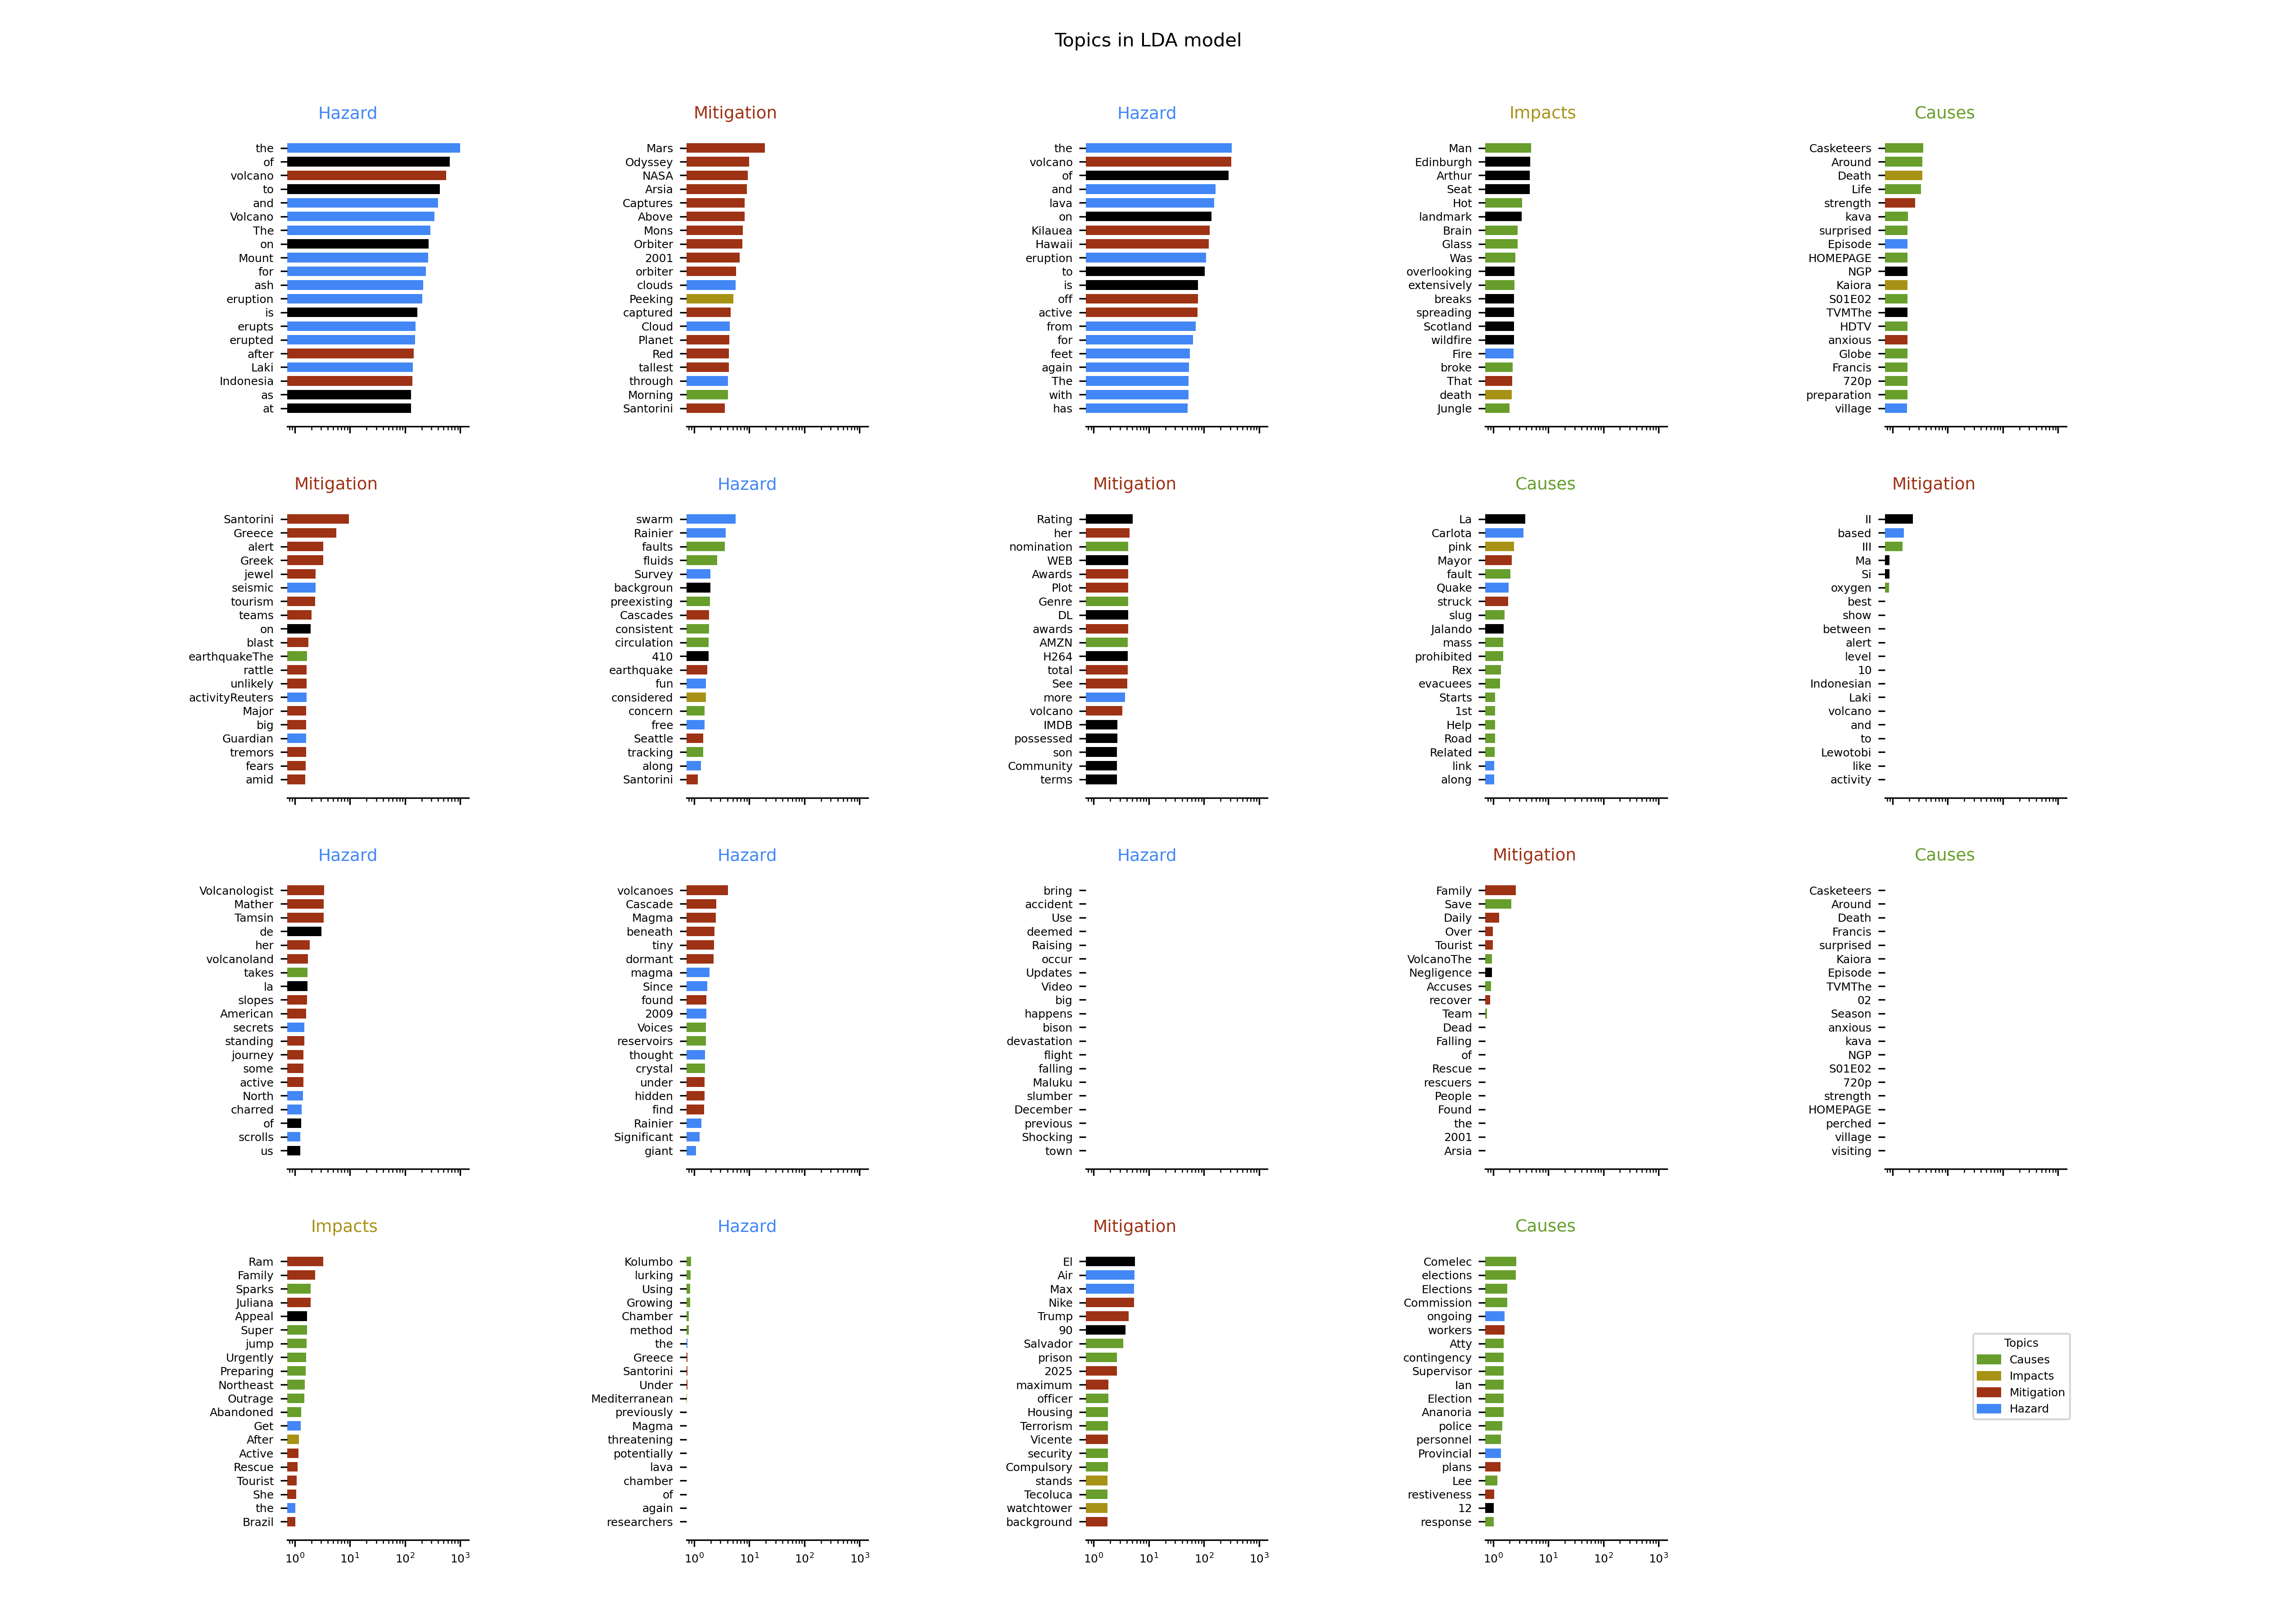 Topics in LDA model
Hazard
the
of
volcano
to
and
Volcano
The
on
Mount
for
ash
eruption
is
erupts
erupted
after
Laki
Indonesia
as
at
Mitigation
Mars
Odyssey
NASA
Arsia
Captures
Above
Mons
Orbiter
2001
orbiter
clouds
Peeking
captured
Cloud
Planet
Red
tallest
through
Morning
Santorini
Hazard
the
volcano
of
and
lava
on
Kilauea
Hawaii
eruption
to
is
off
active
from
for
feet
again
The
with
has
Impacts
Man
Edinburgh
Arthur
Seat
Hot
landmark
Brain
Glass
Was
overlooking
extensively
breaks
spreading
Scotland
wildfire
Fire
broke
That
death
Jungle
Causes
Casketeers
Around
Death
Life
strength
kava
surprised
Episode
HOMEPAGE
NGP
Kaiora
S01E02
TVMThe
HDTV
anxious
Globe
Francis
720p
preparation
village
Mitigation
Santorini
Greece
alert
Greek
jewel
seismic
tourism
teams
on
blast
earthquakeThe
rattle
unlikely
activityReuters
Major
big
Guardian
tremors
fears
amid
Hazard
swarm
Rainier
faults
fluids
Survey
backgroun
preexisting
Cascades
consistent
circulation
410
earthquake
fun
considered
concern
free
Seattle
tracking
along
Santorini
Mitigation
Rating
her
nomination
WEB
Awards
Plot
Genre
DL
awards
AMZN
H264
total
See
more
volcano
IMDB
possessed
son
Community
terms
Causes
La
Carlota
pink
Mayor
fault
Quake
struck
slug
Jalando
mass
prohibited
Rex
evacuees
Starts
1st
Help
Road
Related
link
along
Mitigation
II
based
III
Ma
Si
oxygen
best
show
between
alert
level
10
Indonesian
Laki
volcano
and
to
Lewotobi
like
activity
Hazard
Volcanologist
Mather
Tamsin
de
her
volcanoland
takes
la
slopes
American
secrets
standing
journey
some
active
North
charred
of
scrolls
us
Hazard
volcanoes
Cascade
Magma
beneath
tiny
dormant
magma
Since
found
2009
Voices
reservoirs
thought
crystal
under
hidden
find
Rainier
Significant
giant
Hazard
bring
accident
Use
deemed
Raising
occur
Updates
Video
big
happens
bison
devastation
flight
falling
Maluku
slumber
December
previous
Shocking
town
Mitigation
Family
Save
Daily
Over
Tourist
VolcanoThe
Negligence
Accuses
recover
Team
Dead
Falling
of
Rescue
rescuers
People
Found
the
2001
Arsia
Causes
Casketeers
Around
Death
Francis
surprised
Kaiora
Episode
TVMThe
02
Season
anxious
kava
NGP
S01E02
720p
strength
HOMEPAGE
perched
village
visiting
Impacts
Ram
Family
Sparks
Juliana
Appeal
Super
jump
Urgently
Preparing
Northeast
Outrage
Abandoned
Get
After
Active
Rescue
Tourist
She
the
Brazil
10⁰ 10¹ 10² 10³
Hazard
Kolumbo
lurking
Using
Growing
Chamber
method
the
Greece
Santorini
Under
Mediterranean
previously
Magma
threatening
potentially
lava
chamber
of
again
researchers
10⁰ 10¹ 10² 10³
Mitigation
El
Air
Max
Nike
Trump
90
Salvador
prison
2025
maximum
officer
Housing
Terrorism
Vicente
security
Compulsory
stands
Tecoluca
watchtower
background
10⁰ 10¹ 10² 10³
Causes
Comelec
elections
Elections
Commission
ongoing
workers
Atty
contingency
Supervisor
Ian
Election
Ananoria
police
personnel
Provincial
plans
Lee
restiveness
12
response
10⁰ 10¹ 10² 10³
Topics
Causes
Impacts
Mitigation
Hazard